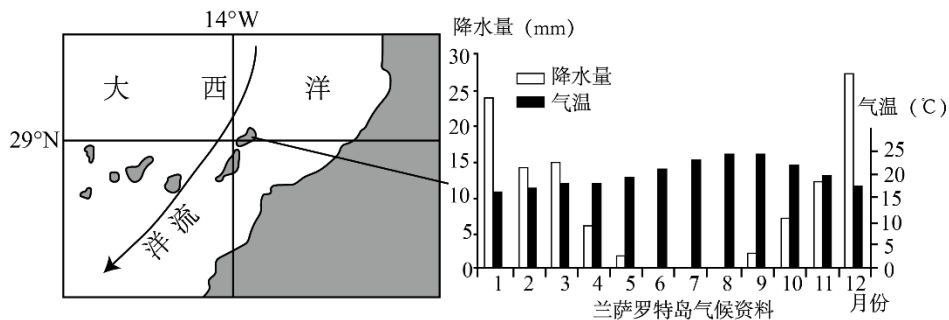 14°W
大 西 洋
29°N
洋流
降水量 (mm)
30
25
20
15
10
5
0
降水量
气温
气温 (℃)
25
20
15
10
5
0
1 2 3 4 5 6 7 8 9 10 11 12
月份
兰萨罗特岛气候资料